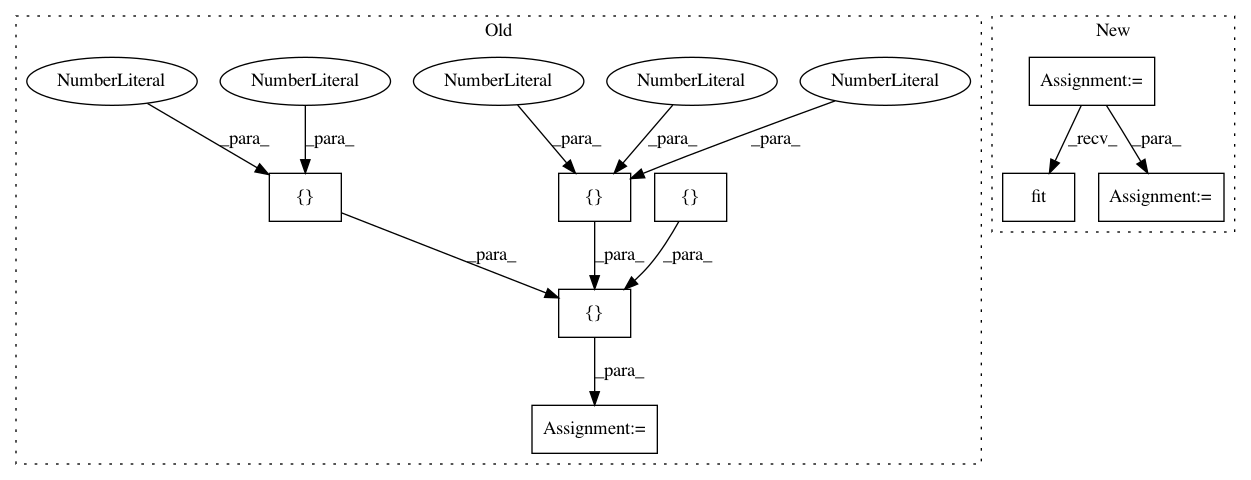 Old
New
NumberLiteral
NumberLiteral
NumberLiteral
NumberLiteral
NumberLiteral
Assignment:=
_para_
_para_
_para_
_para_
_para_
_recv_
_para_
{}
{}
{}
fit
Assignment:=
_para_
_para_
_para_
{}
_para_
Assignment:=